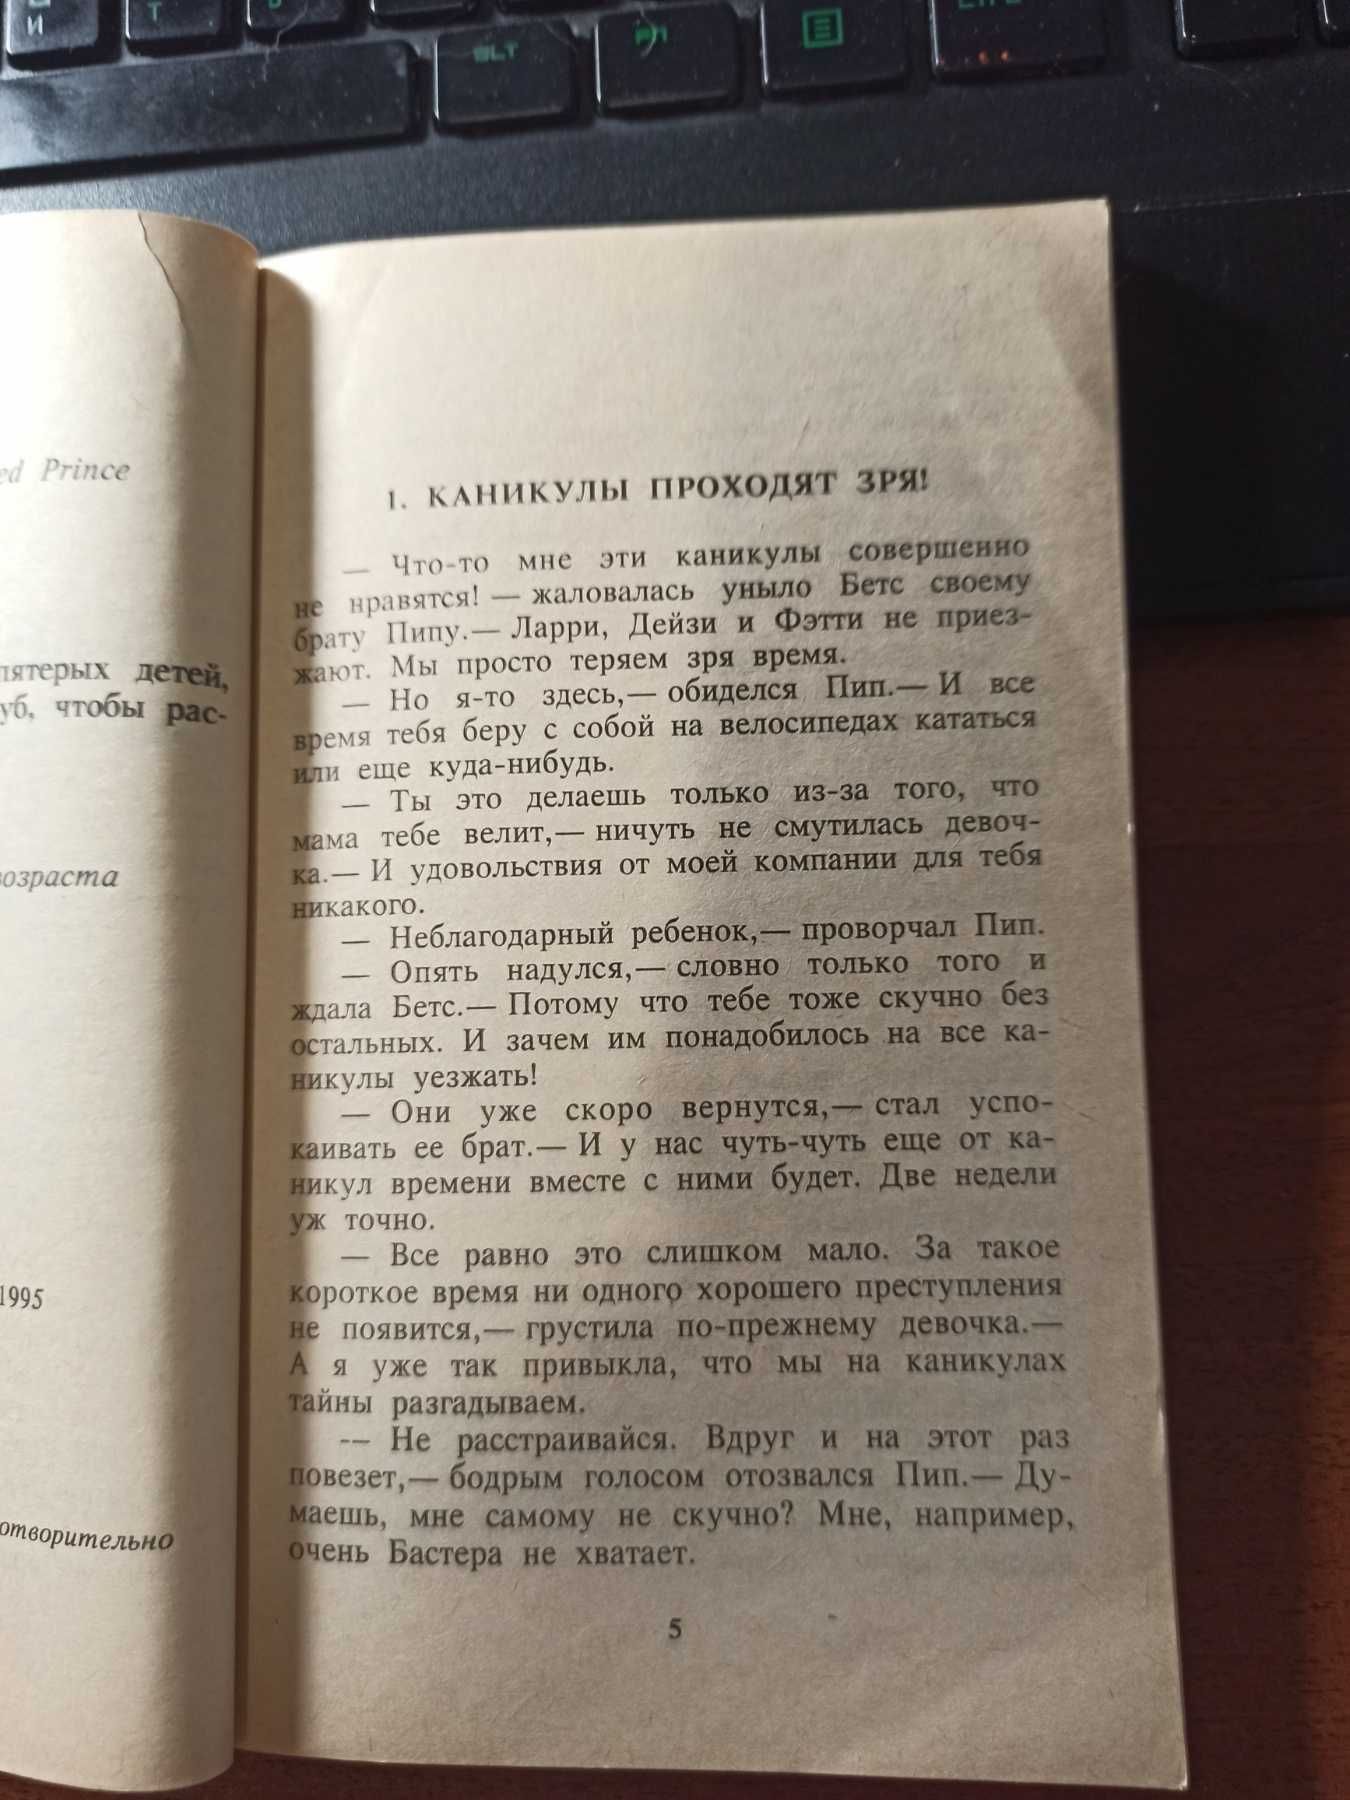 И
Т
ALT
ed Prince
пятерых детей,
уб, чтобы рас-
возраста
1995
отворительно
1. КАНИКУЛЫ ПРОХОДЯТ ЗРЯ!
— Что-то мне эти каникулы совершенно
не нравятся! — жаловалась уныло Бетс своему
брату Пипу.— Ларри, Дейзи и Фэтти не приез-
жают. Мы просто теряем зря время.
— Но я-то здесь,— обиделся Пип.— И все
время тебя беру с собой на велосипедах кататься
или еще куда-нибудь.
— Ты это делаешь только из-за того, что
мама тебе велит,— ничуть не смутилась девоч-
ка.— И удовольствия от моей компании для тебя
никакого.
— Неблагодарный ребенок,— проворчал Пип.
— Опять надулся,— словно только того и
ждала Бетс.— Потому что тебе тоже скучно без
остальных. И зачем им понадобилось на все ка-
никулы уезжать!
— Они уже скоро вернутся,— стал успо-
каивать ее брат.— И у нас чуть-чуть еще от ка-
никул времени вместе с ними будет. Две недели
уж точно.
— Все равно это слишком мало. За такое
короткое время ни одного хорошего преступления
не появится,— грустила по-прежнему девочка.—
А я уже так привыкла, что мы на каникулах
тайны разгадываем.
-– Не расстраивайся. Вдруг и на этот раз
повезет,— бодрым голосом отозвался Пип.— Ду-
маешь, мне самому не скучно? Мне, например,
очень Бастера не хватает.
5